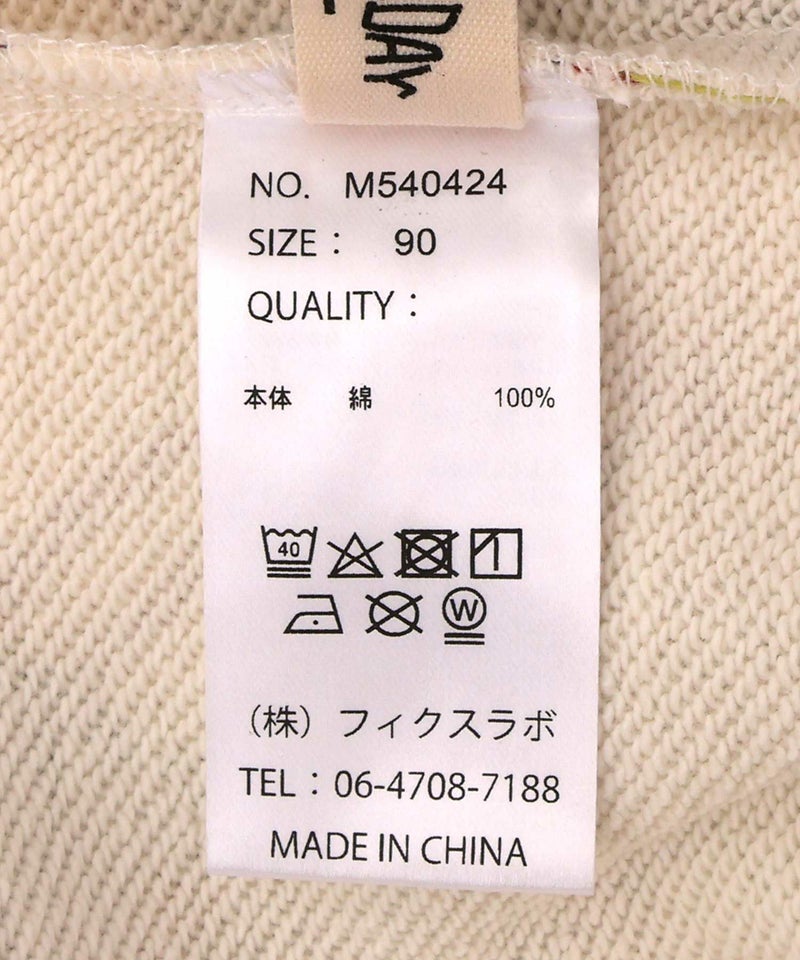 DAY
NO. M540424
SIZE： 90
QUALITY：
本体 綿 100%
40
W
（株）フィクスラボ
TEL：06-4708-7188
MADE IN CHINA